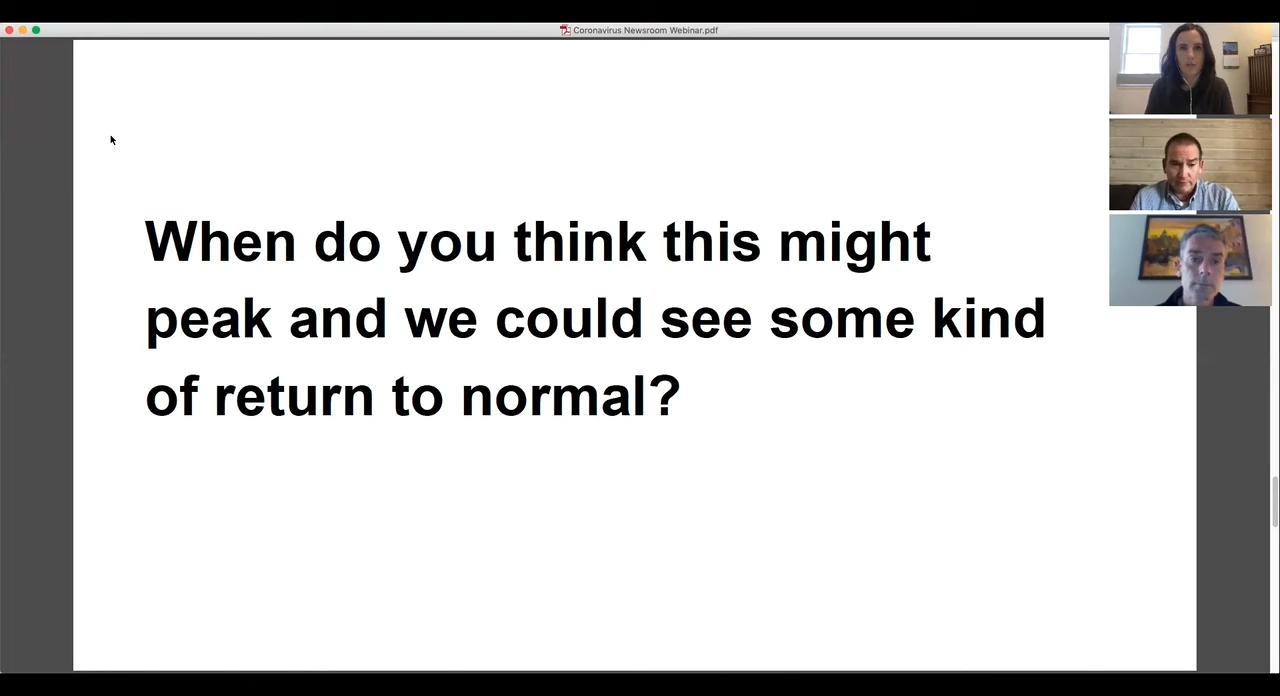 Coronavirus Newsroom Webinar.pdf
When do you think this might
peak and we could see some kind
of return to normal?